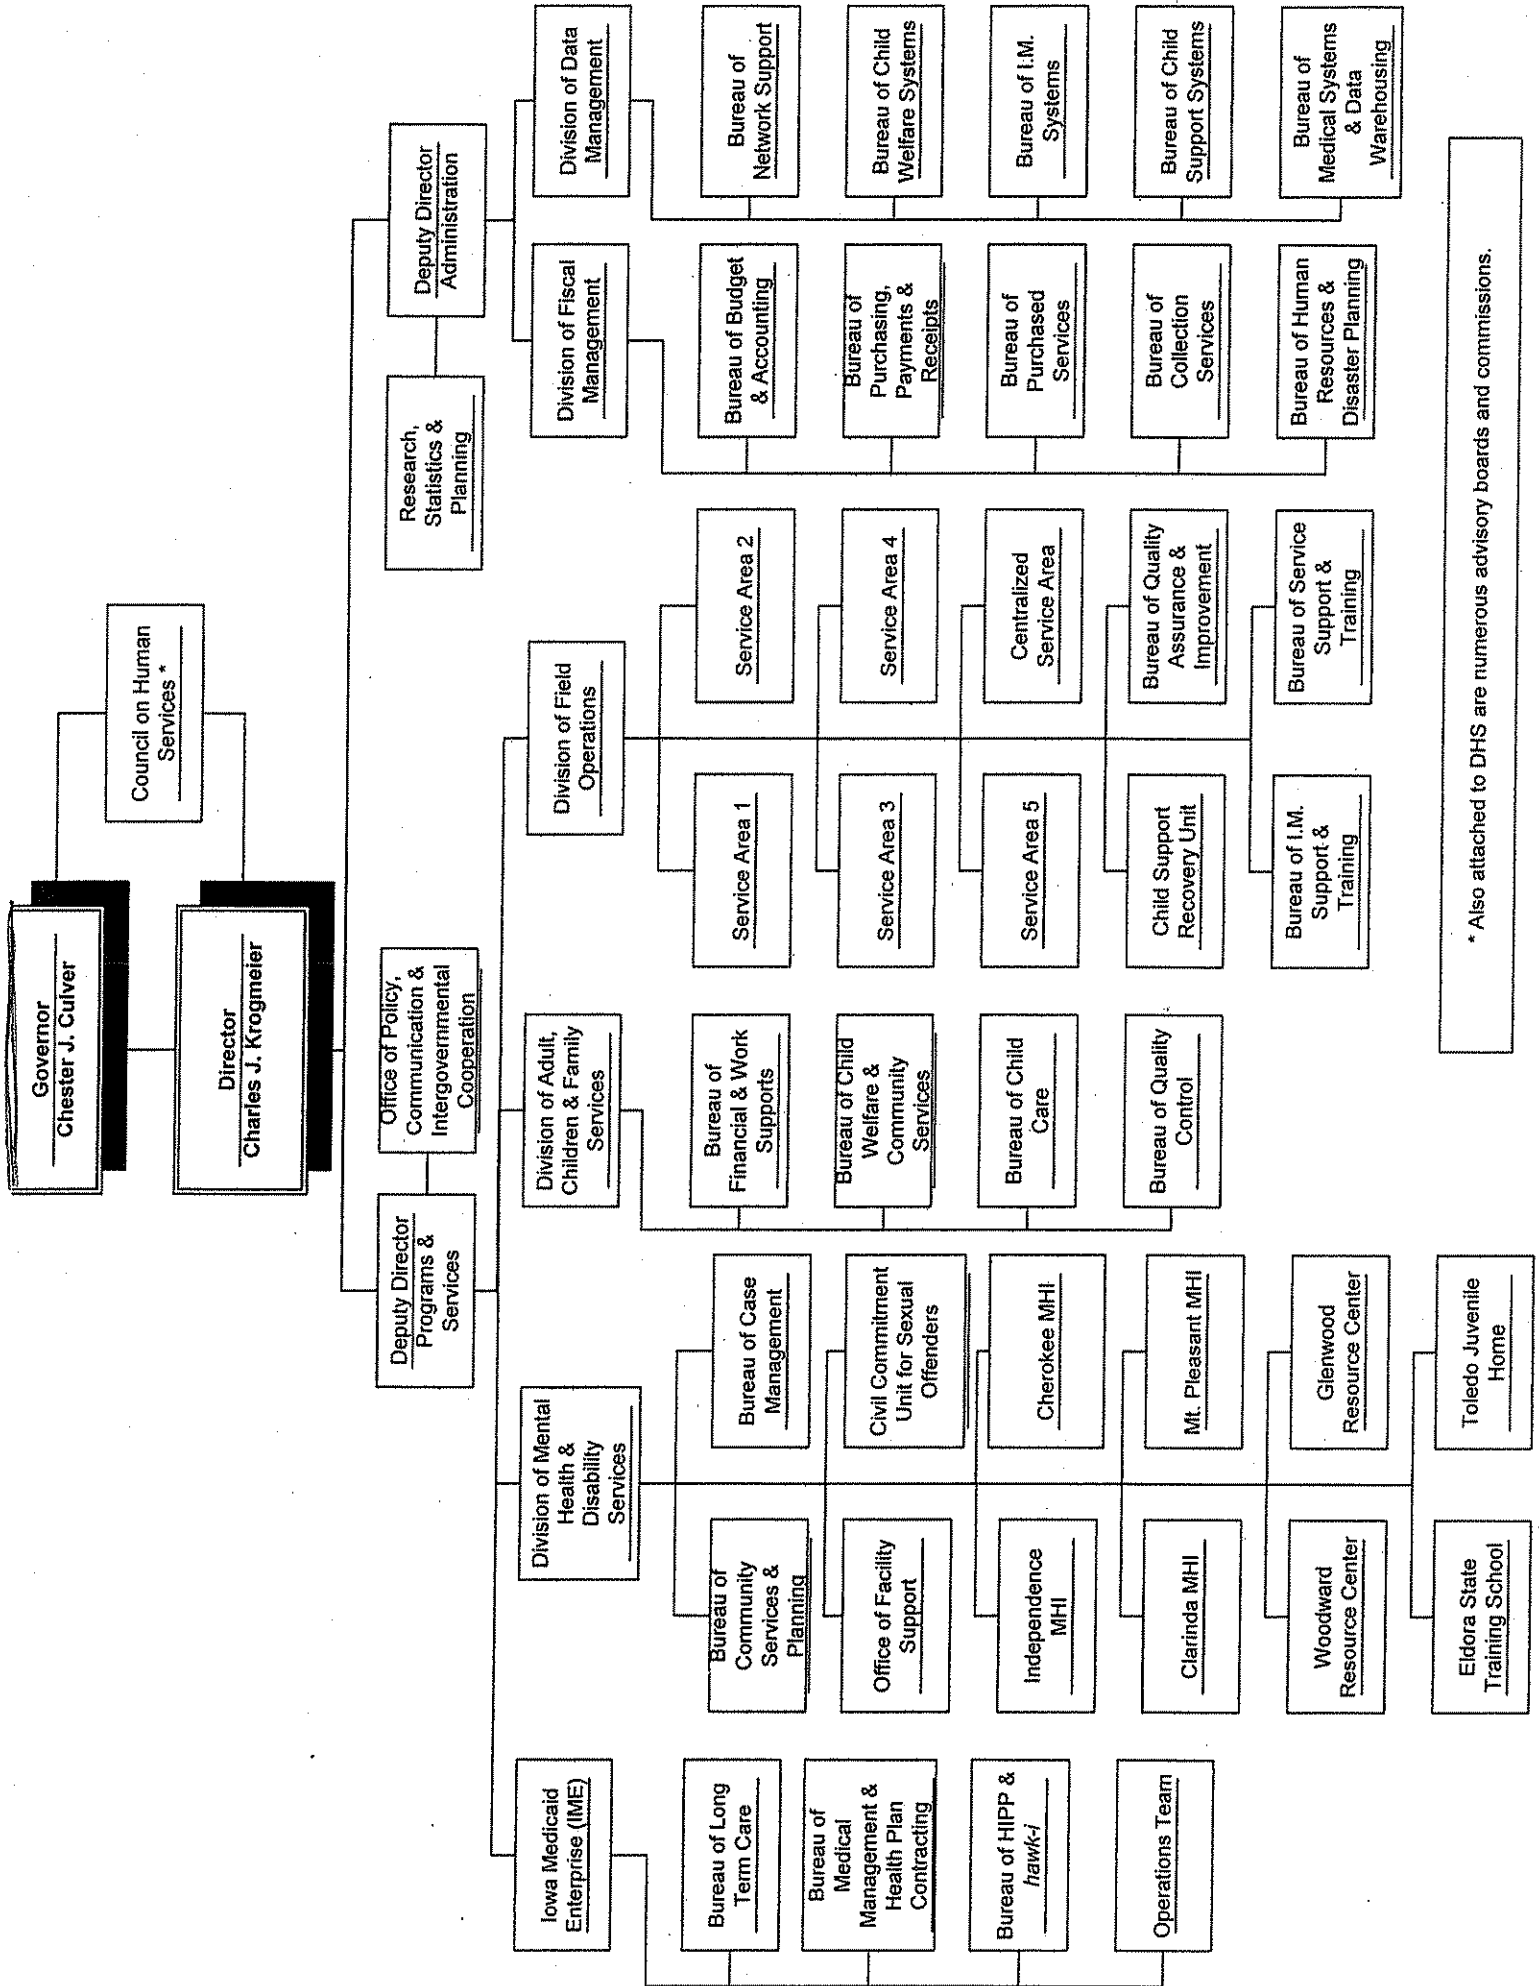 Governor
Chester J. Culver
Director
Charles J. Krogmeier
Council on Human
Services *
Deputy Director
Programs &
Services
Office of Policy,
Communication &
Intergovernmental
Cooperation
Research,
Statistics &
Planning
Deputy Director
Administration
Iowa Medicaid
Enterprise (IME)
Bureau of Long
Term Care
Bureau of
Medical
Management &
Health Plan
Contracting
Bureau of HIPP &
hawk-i
Operations Team
Division of Mental
Health &
Disability
Services
Bureau of
Community
Services &
Planning
Bureau of Case
Management
Office of Facility
Support
Civil Commitment
Unit for Sexual
Offenders
Independence
MHI
Cherokee MHI
Clarinda MHI
Mt. Pleasant MHI
Woodward
Resource Center
Glenwood
Resource Center
Eldora State
Training School
Toledo Juvenile
Home
Division of Adult,
Children & Family
Services
Bureau of
Financial & Work
Supports
Bureau of Child
Welfare &
Community
Services
Bureau of Child
Care
Bureau of Quality
Control
Division of Field
Operations
Service Area 1
Service Area 2
Service Area 3
Service Area 4
Service Area 5
Centralized
Service Area
Child Support
Recovery Unit
Bureau of Quality
Assurance &
Improvement
Bureau of I.M.
Support &
Training
Bureau of Service
Support &
Training
Division of Fiscal
Management
Bureau of Budget
& Accounting
Bureau of
Purchasing,
Payments &
Receipts
Bureau of
Purchased
Services
Bureau of
Collection
Services
Bureau of Human
Resources &
Disaster Planning
Division of Data
Management
Bureau of
Network Support
Bureau of Child
Welfare Systems
Bureau of I.M.
Systems
Bureau of Child
Support Systems
Bureau of
Medical Systems
& Data
Warehousing
* Also attached to DHS are numerous advisory boards and commissions.